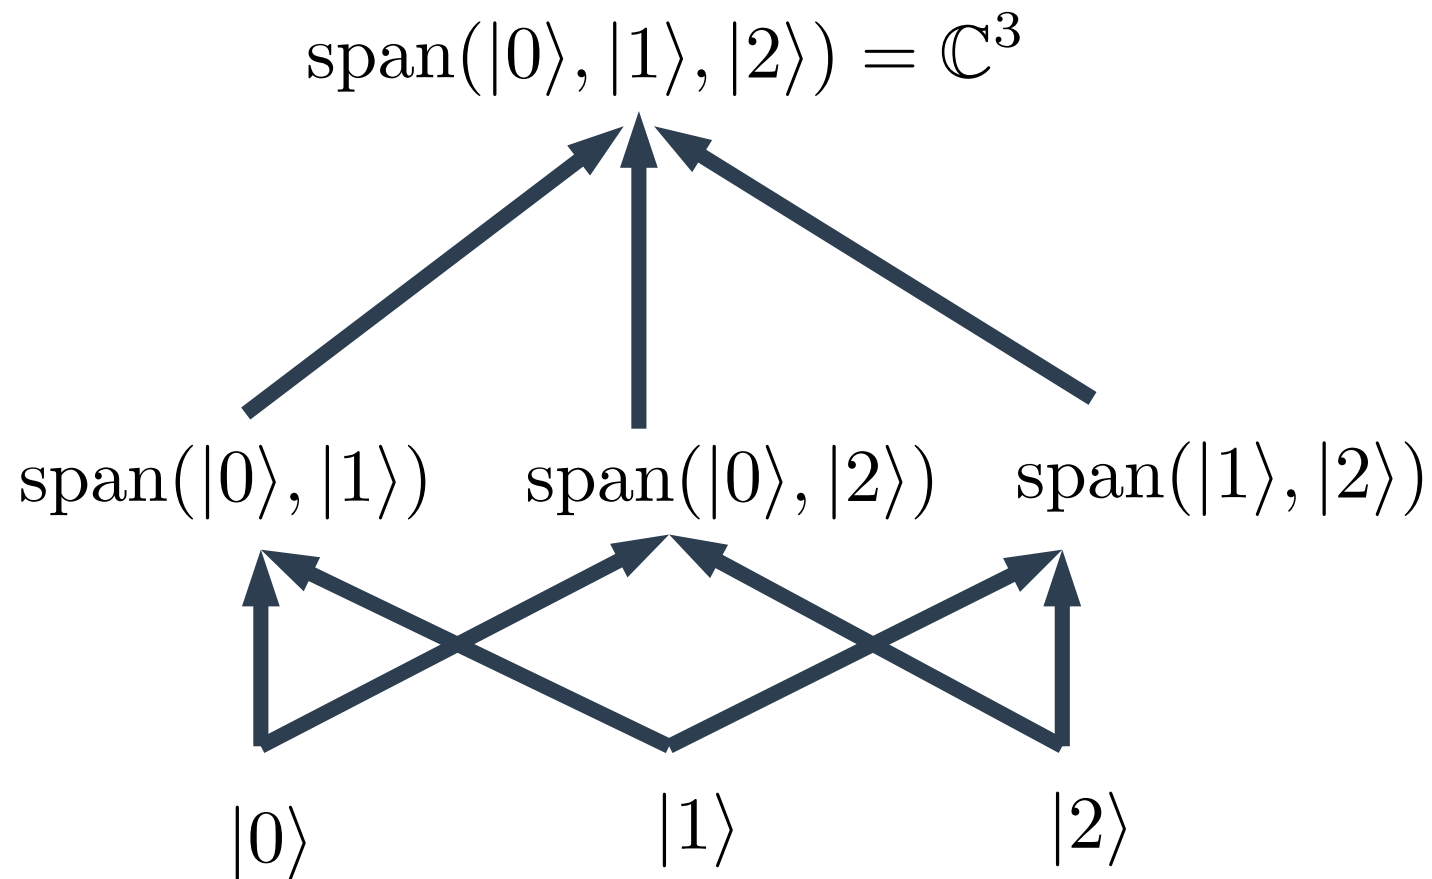 span(|0⟩, |1⟩, |2⟩) = ℂ³
span(|0⟩, |1⟩) span(|0⟩, |2⟩) span(|1⟩, |2⟩)
|0⟩ |1⟩ |2⟩